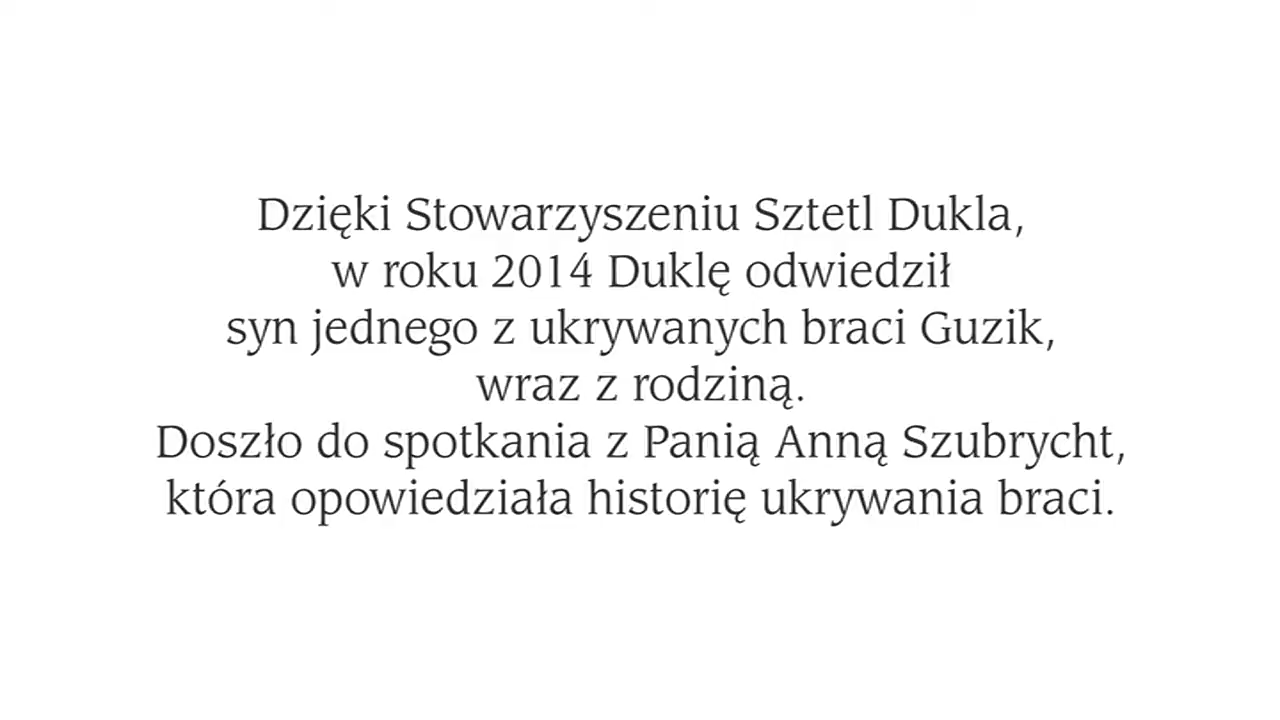 Dzięki Stowarzyszeniu Sztetl Dukla,
w roku 2014 Duklę odwiedził
syn jednego z ukrywanych braci Guzik,
wraz z rodziną.
Doszło do spotkania z Panią Anną Szubrycht,
która opowiedziała historię ukrywania braci.